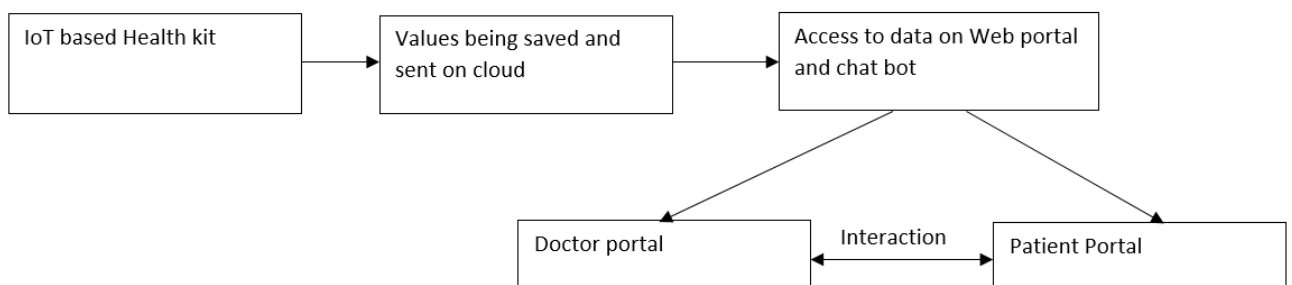 IoT based Health kit
Values being saved and
sent on cloud
Access to data on Web portal
and chat bot
Doctor portal
Interaction
Patient Portal